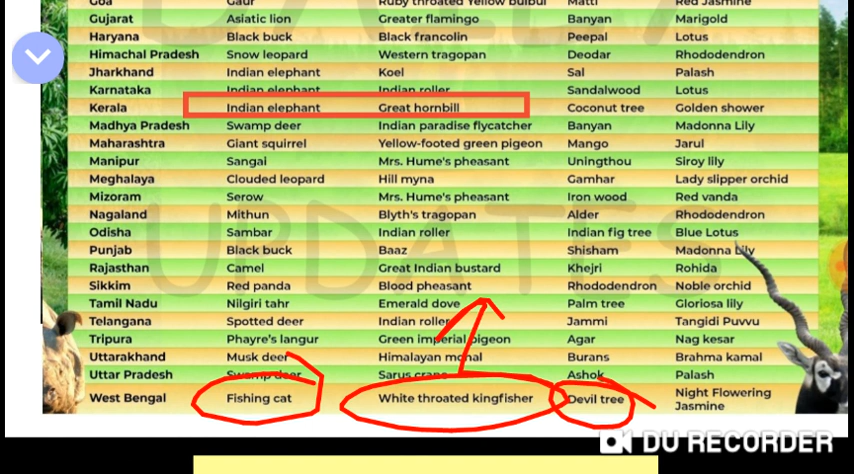 Goa Gaur Ruby throated Yellow bulbul Matti Red Jasmine
Gujarat Asiatic lion Greater flamingo Banyan Marigold
Haryana Black buck Black francolin Peepal Lotus
Himachal Pradesh Snow leopard Western tragopan Deodar Rhododendron
Jharkhand Indian elephant Koel Sal Palash
Karnataka Indian elephant Indian roller Sandalwood Lotus
Kerala Indian elephant Great hornbill Coconut tree Golden shower
Madhya Pradesh Swamp deer Indian paradise flycatcher Banyan Madonna Lily
Maharashtra Giant squirrel Yellow-footed green pigeon Mango Jarul
Manipur Sangai Mrs. Hume's pheasant Uningthou Siroy lily
Meghalaya Clouded leopard Hill myna Gamhar Lady slipper orchid
Mizoram Serow Mrs. Hume's pheasant Iron wood Red vanda
Nagaland Mithun Blyth's tragopan Alder Rhododendron
Odisha Sambar Indian roller Indian fig tree Blue Lotus
Punjab Black buck Baaz Shisham Madonna Lily
Rajasthan Camel Great Indian bustard Khejri Rohida
Sikkim Red panda Blood pheasant Rhododendron Noble orchid
Tamil Nadu Nilgiri tahr Emerald dove Palm tree Gloriosa lily
Telangana Spotted deer Indian roller Jammi Tangidi Puvvu
Tripura Phayre's langur Green imperial pigeon Agar Nag kesar
Uttarakhand Musk deer Himalayan monal Burans Brahma kamal
Uttar Pradesh Swamp deer Sarus crane Ashok Palash
West Bengal Fishing cat White throated kingfisher Devil tree Night Flowering
Jasmine
UPDATES
DU RECORDER